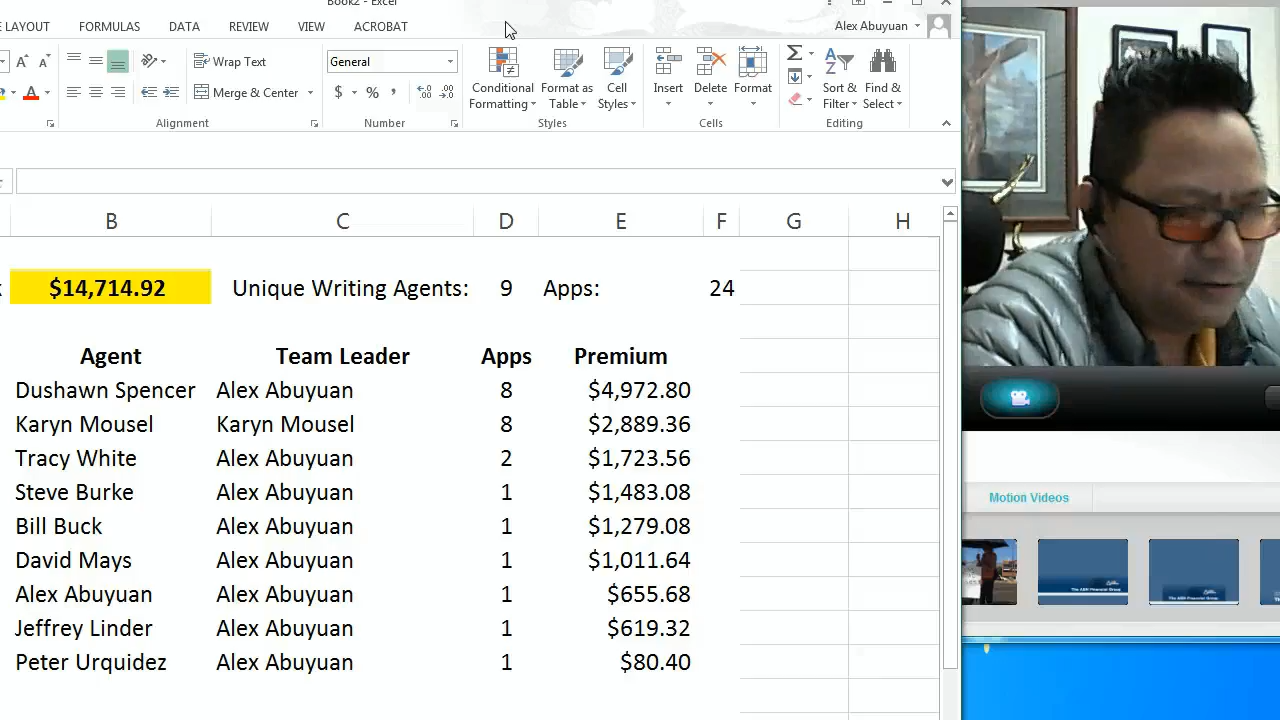 Book2 - Excel
LAYOUT FORMULAS DATA REVIEW VIEW ACROBAT Alex Abuyuan
Wrap Text General
Merge & Center $ % , Conditional Formatting Format as Table Cell Styles Insert Delete Format Sort & Filter Find & Select
Alignment Number Styles Cells Editing
B C D E F G H
$14,714.92 Unique Writing Agents: 9 Apps: 24
Agent Team Leader Apps Premium
Dushawn Spencer Alex Abuyuan 8 $4,972.80
Karyn Mousel Karyn Mousel 8 $2,889.36
Tracy White Alex Abuyuan 2 $1,723.56
Steve Burke Alex Abuyuan 1 $1,483.08
Motion Videos
Bill Buck Alex Abuyuan 1 $1,279.08
David Mays Alex Abuyuan 1 $1,011.64
Alex Abuyuan Alex Abuyuan 1 $655.68
Jeffrey Linder Alex Abuyuan 1 $619.32
Peter Urquidez Alex Abuyuan 1 $80.40